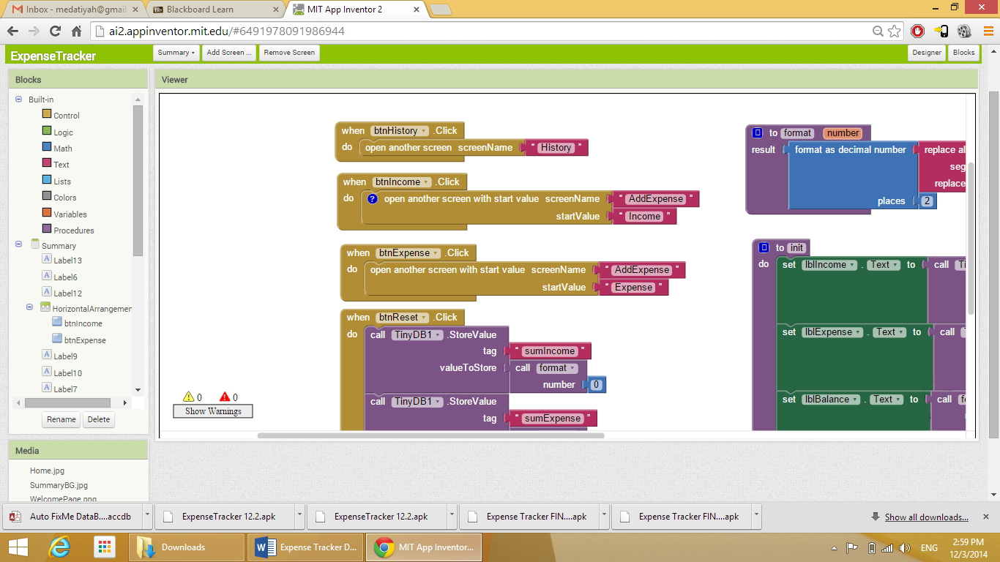 Inbox - medatiyah@gmail
Blackboard Learn
MIT App Inventor 2
ai2.appinventor.mit.edu/#6491978091986944
ExpenseTracker
Summary
Add Screen ...
Remove Screen
Designer
Blocks
Blocks
Built-in
Control
Logic
Math
Text
Lists
Colors
Variables
Procedures
Summary
Label13
Label6
Label12
HorizontalArrangemen
btnIncome
btnExpense
Label9
Label10
Label7
Rename
Delete
Media
Home.jpg
SummaryBG.jpg
WelcomePage.png
Viewer
when btnHistory .Click
do open another screen screenName " History "
when btnIncome .Click
do ? open another screen with start value screenName " AddExpense "
startValue " Income "
when btnExpense .Click
do open another screen with start value screenName " AddExpense "
startValue " Expense "
when btnReset .Click
do call TinyDB1 .StoreValue
tag " sumIncome "
valueToStore call format
number 0
call TinyDB1 .StoreValue
tag " sumExpense "
0 0
Show Warnings
to format number
result format as decimal number replace al
seg
replace
places 2
to init
do set lblIncome . Text to call Ti
set lblExpense . Text to call
set lblBalance . Text to call fo
Auto FixMe DataB....accdb
ExpenseTracker 12.2.apk
ExpenseTracker 12.2.apk
Expense Tracker FIN....apk
Expense Tracker FIN....apk
Show all downloads...
Downloads
Expense Tracker D...
MIT App Inventor...
ENG
2:59 PM
12/3/2014